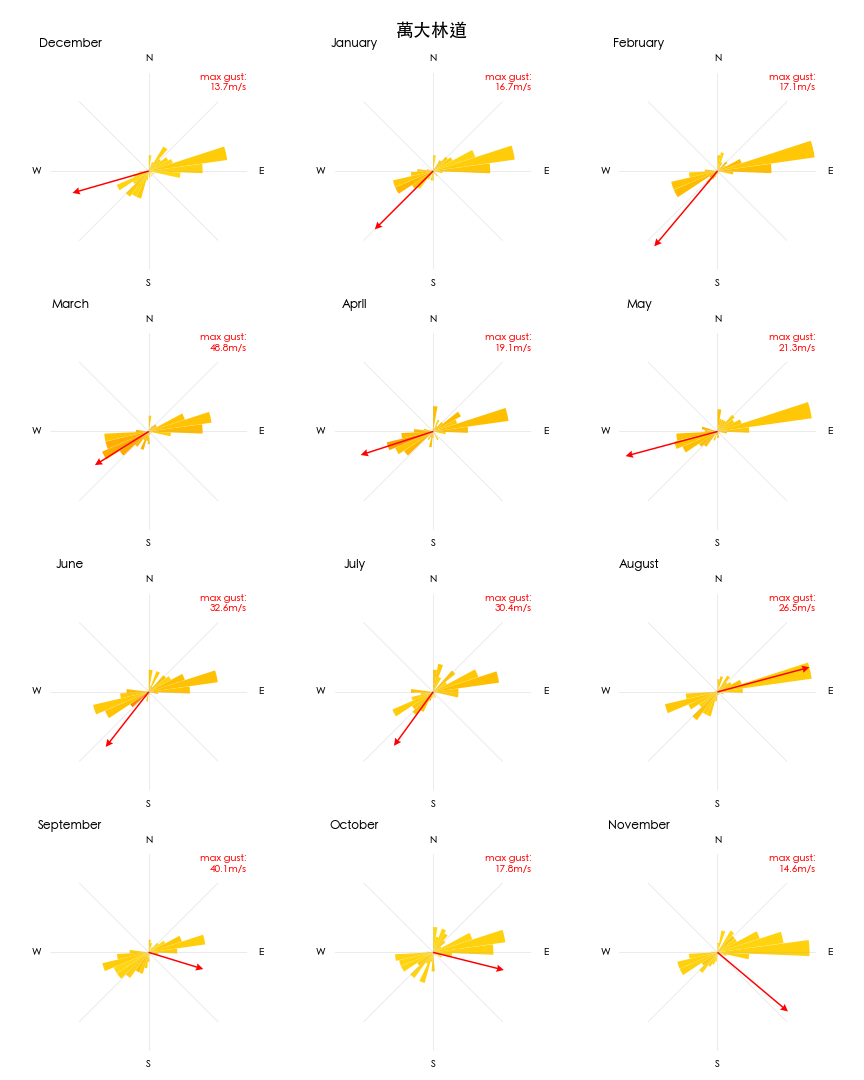 萬大林道
December
January
February
N
N
N
max gust:
13.7m/s
max gust:
16.7m/s
max gust:
17.1m/s
W
E
W
E
W
E
S
S
S
March
April
May
N
N
N
max gust:
48.8m/s
max gust:
19.1m/s
max gust:
21.3m/s
W
E
W
E
W
E
S
S
S
June
July
August
N
N
N
max gust:
32.6m/s
max gust:
30.4m/s
max gust:
26.5m/s
W
E
W
E
W
E
S
S
S
September
October
November
N
N
N
max gust:
40.1m/s
max gust:
17.8m/s
max gust:
14.6m/s
W
E
W
E
W
E
S
S
S